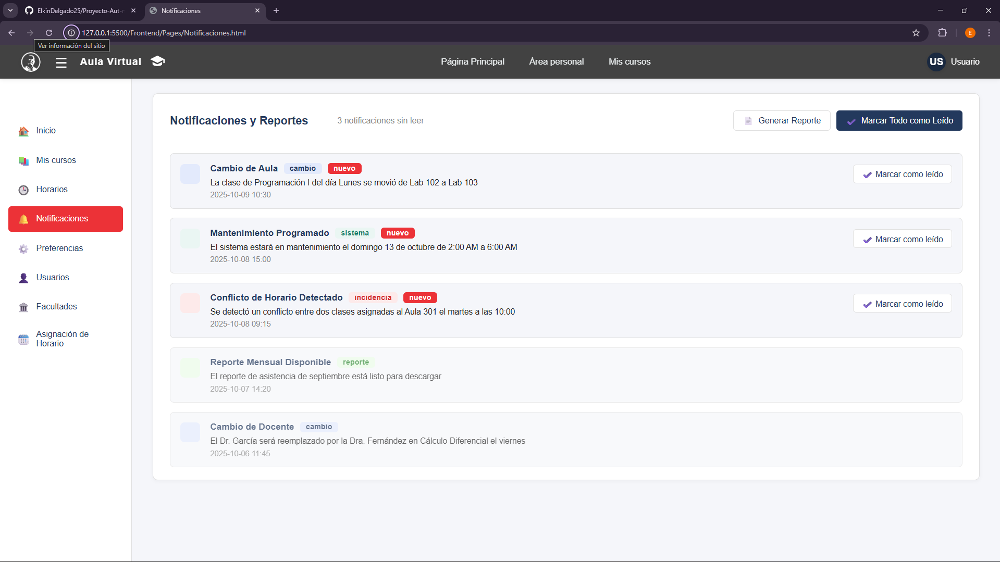 ElkinDelgado25/Proyecto-Aut-
Notificaciones
127.0.0.1:5500/Frontend/Pages/Notificaciones.html
E
Ver información del sitio
Aula Virtual
Página Principal
Área personal
Mis cursos
US
Usuario
Inicio
Mis cursos
Horarios
Notificaciones
Preferencias
Usuarios
Facultades
Asignación de
Horario
Notificaciones y Reportes
3 notificaciones sin leer
Generar Reporte
Marcar Todo como Leído
Cambio de Aula cambio nuevo
La clase de Programación I del día Lunes se movió de Lab 102 a Lab 103
2025-10-09 10:30
Marcar como leído
Mantenimiento Programado sistema nuevo
El sistema estará en mantenimiento el domingo 13 de octubre de 2:00 AM a 6:00 AM
2025-10-08 15:00
Marcar como leído
Conflicto de Horario Detectado incidencia nuevo
Se detectó un conflicto entre dos clases asignadas al Aula 301 el martes a las 10:00
2025-10-08 09:15
Marcar como leído
Reporte Mensual Disponible reporte
El reporte de asistencia de septiembre está listo para descargar
2025-10-07 14:20
Cambio de Docente cambio
El Dr. García será reemplazado por la Dra. Fernández en Cálculo Diferencial el viernes
2025-10-06 11:45